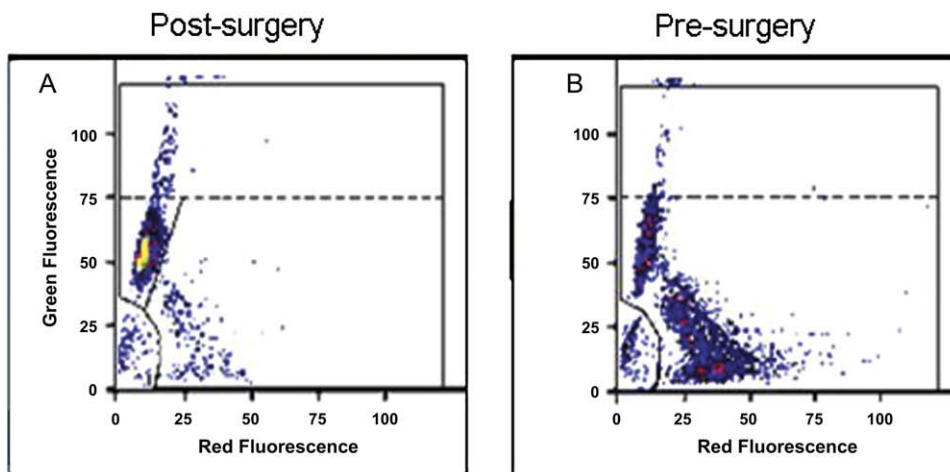 Post-surgery
Pre-surgery
A
100
75
50
25
0
Green Fluorescence
0 25 50 75 100
Red Fluorescence
B
100
75
50
25
0
0 25 50 75 100
Red Fluorescence